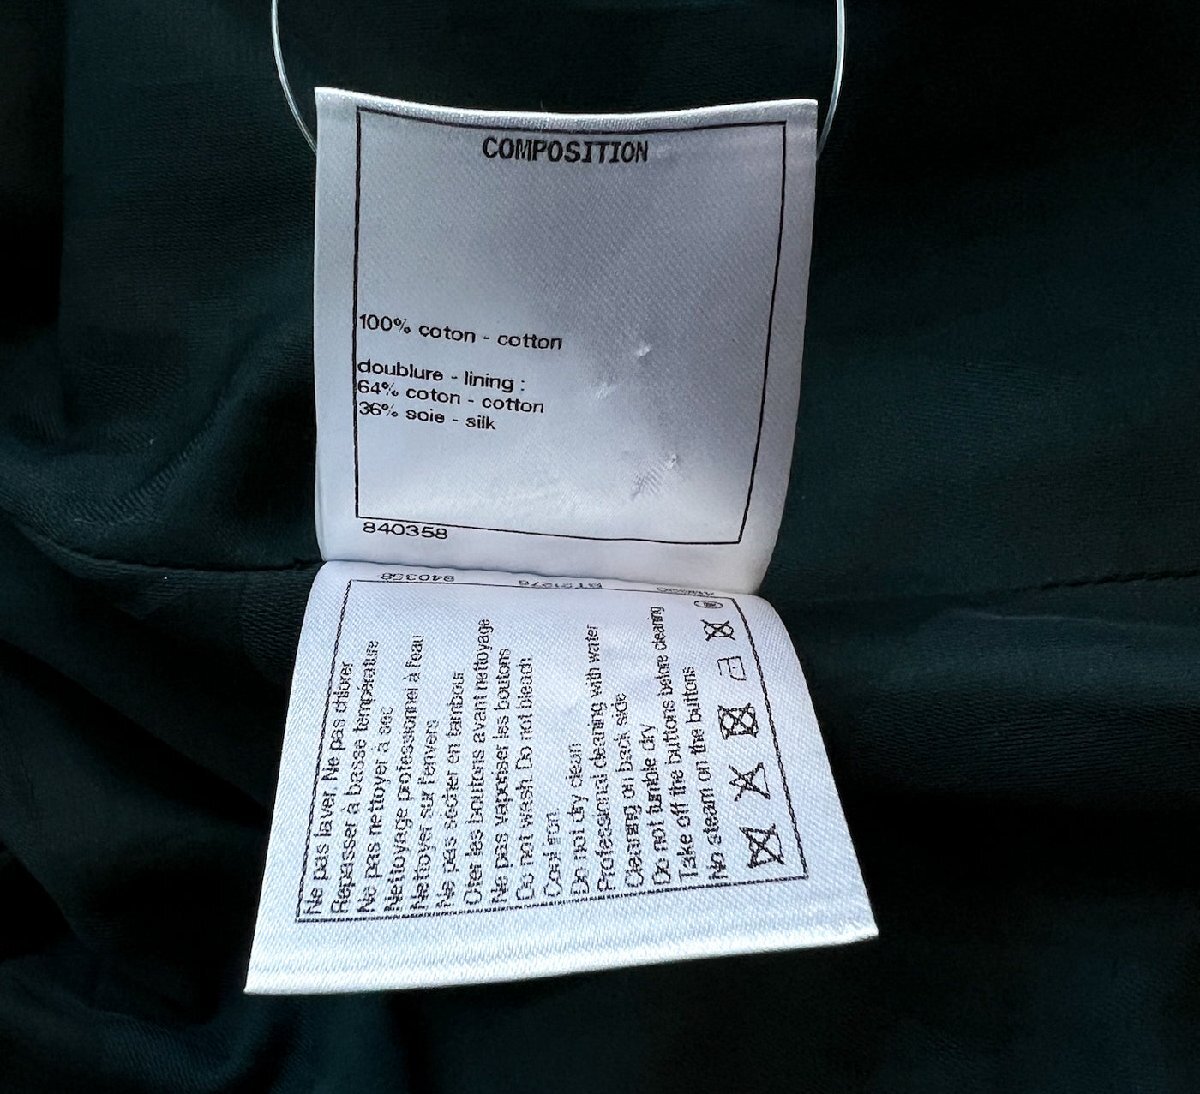 COMPOSITION
100% coton - cotton
doublure - lining :
64% coton - cotton
36% soie - silk
840358
840358
Ne pas laver. Ne pas chlorer
Repasser à basse température
Ne pas nettoyer à sec
Nettoyage professionnel à l'eau
Nettoyer sur l'envers
Ne pas sécher en tambour
Oter les boutons avant nettoyage
Ne pas vaporiser les boutons
Do not wash. Do not bleach
Cool iron.
Do not dry clean
Professional cleaning with water
Cleaning on back side
Do not tumble dry
Take off the buttons before cleaning
No steam on the buttons